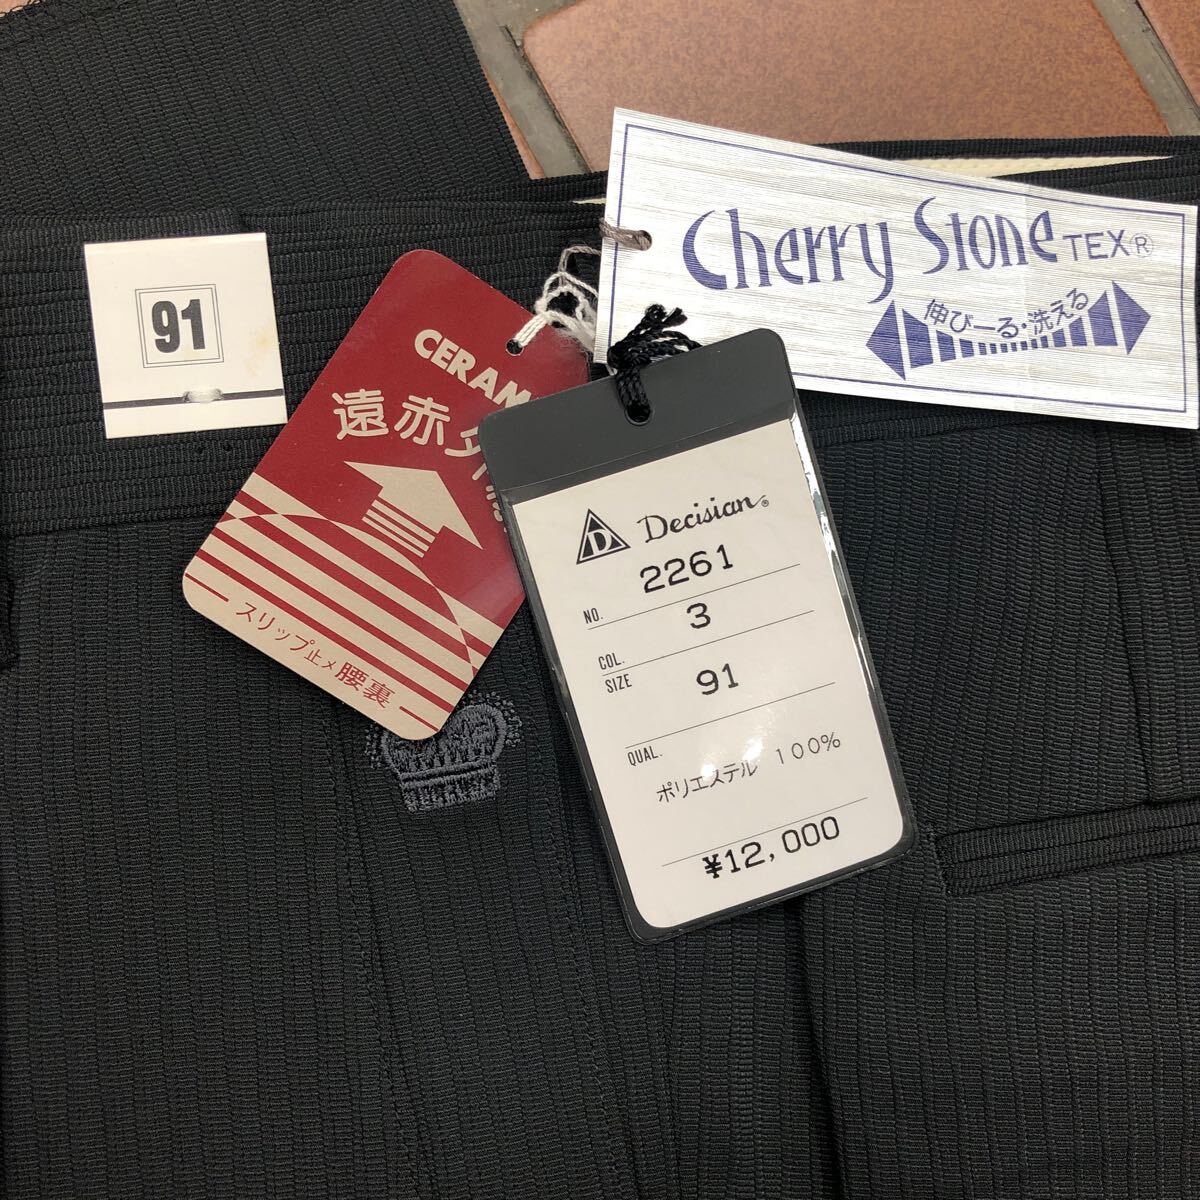 91
CERAM
遠赤外
スリップ止メ腰裏
Cherry Stone TEX®
伸びーる・洗える
D Decisian®
2261
NO.
3
COL.
SIZE 91
QUAL.
ポリエステル 100%
¥12,000